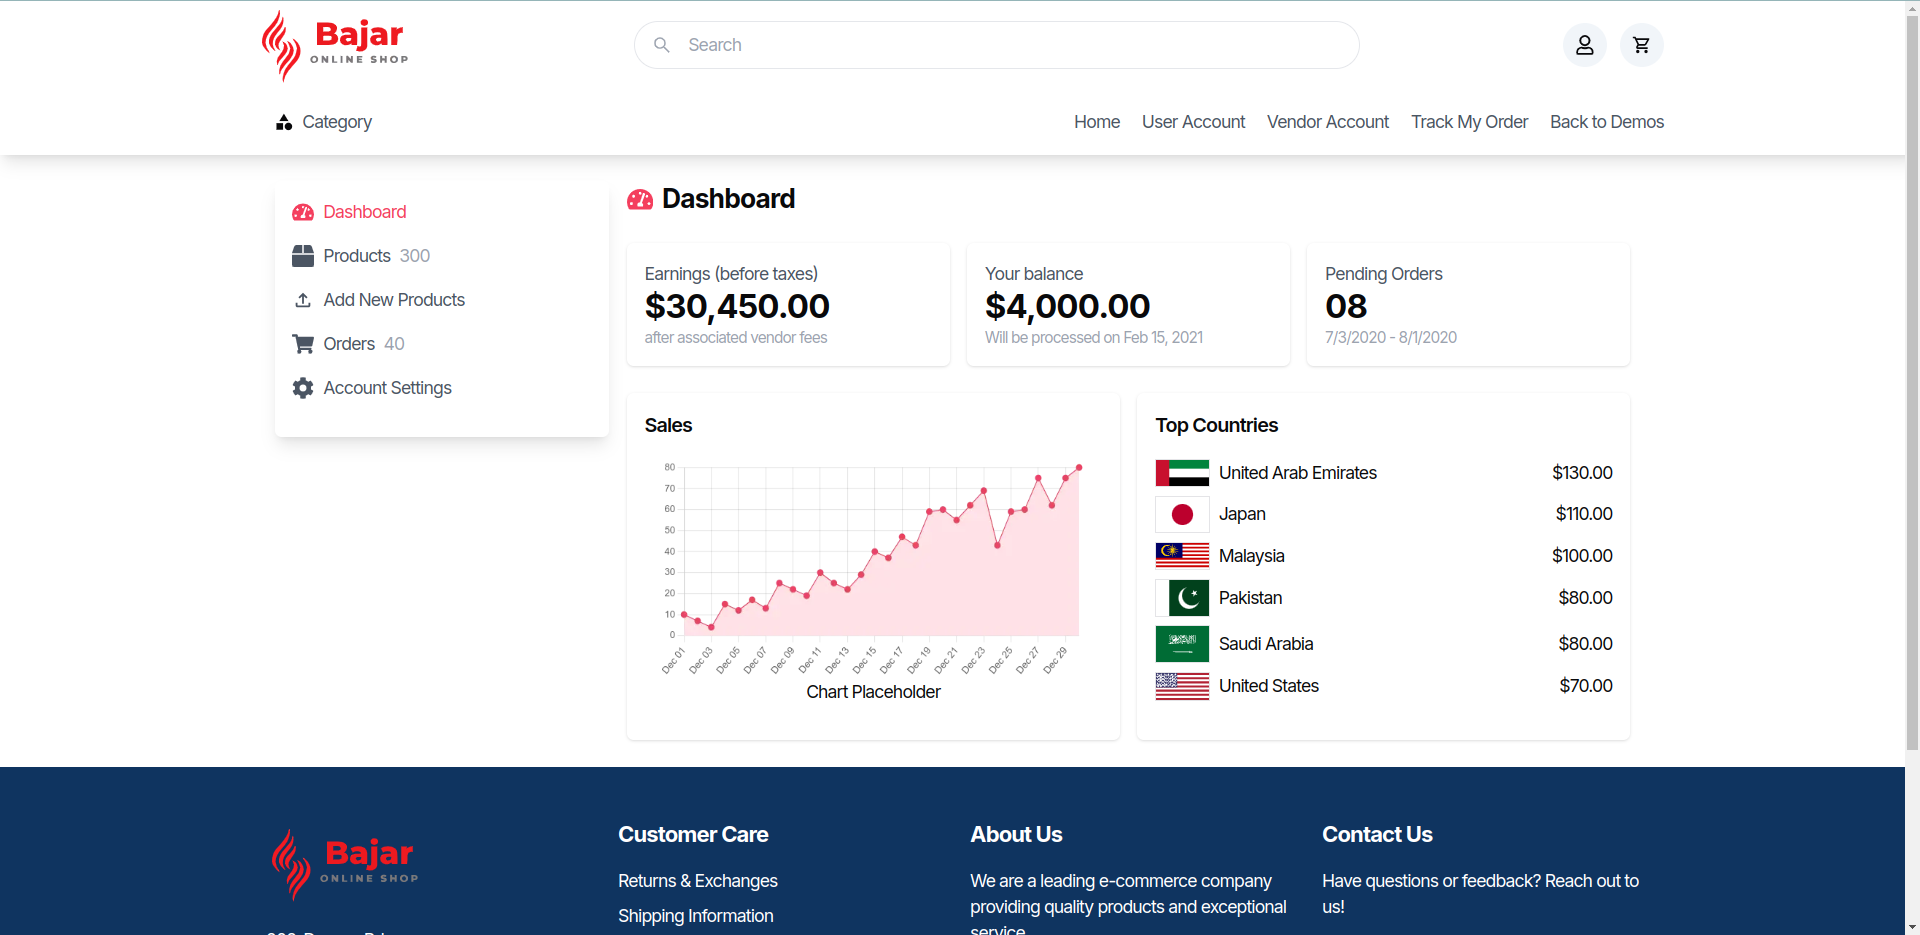 Bajar
ONLINE SHOP
Search
Category
Home
User Account
Vendor Account
Track My Order
Back to Demos
Dashboard
Products 300
Add New Products
Orders 40
Account Settings
Dashboard
Earnings (before taxes)
$30,450.00
after associated vendor fees
Your balance
$4,000.00
Will be processed on Feb 15, 2021
Pending Orders
08
7/3/2020 - 8/1/2020
Sales
80
70
60
50
40
30
20
10
0
Dec 01
Dec 03
Dec 05
Dec 07
Dec 09
Dec 11
Dec 13
Dec 15
Dec 17
Dec 19
Dec 21
Dec 23
Dec 25
Dec 27
Dec 29
Chart Placeholder
Top Countries
United Arab Emirates $130.00
Japan $110.00
Malaysia $100.00
Pakistan $80.00
Saudi Arabia $80.00
United States $70.00
Bajar
ONLINE SHOP
Customer Care
Returns & Exchanges
Shipping Information
About Us
We are a leading e-commerce company
providing quality products and exceptional
service
Contact Us
Have questions or feedback? Reach out to
us!